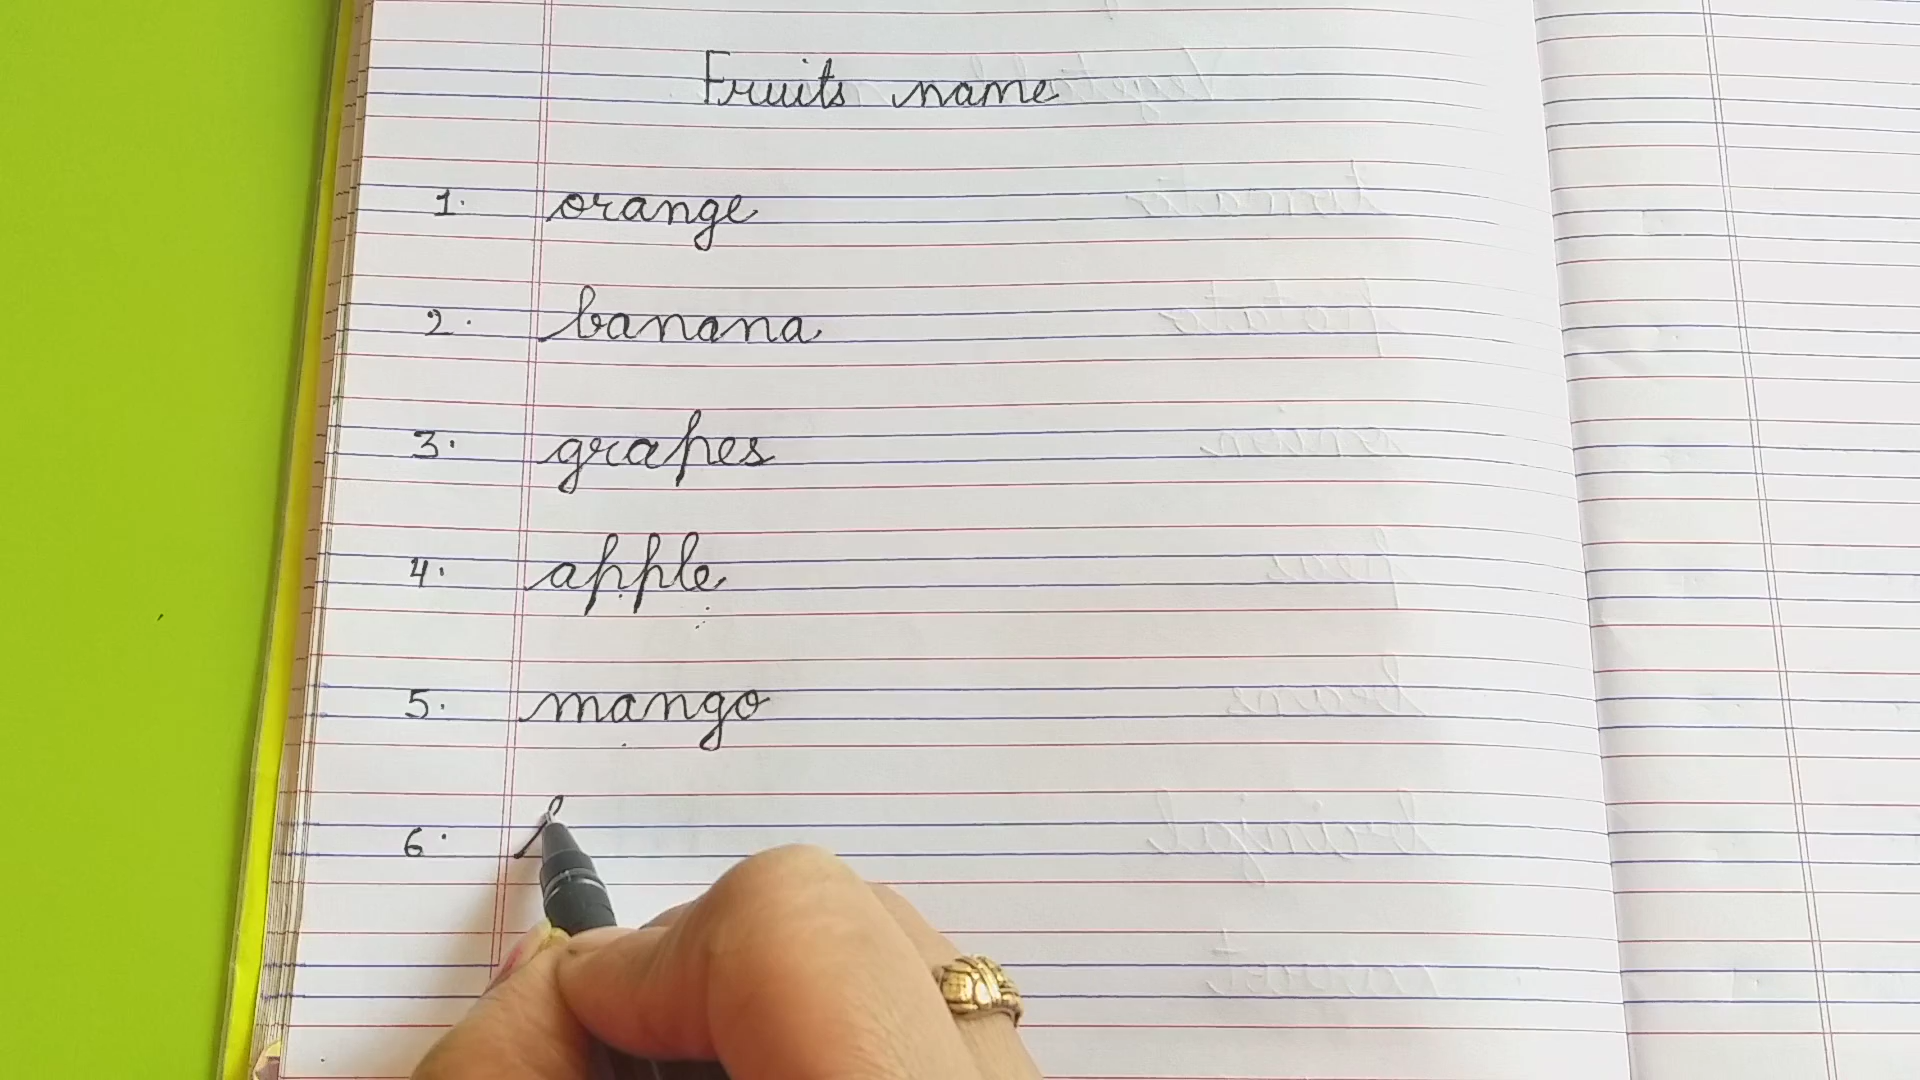 Fruits name
1. orange
2. banana
3. grapes
4. apple
5. mango
6.